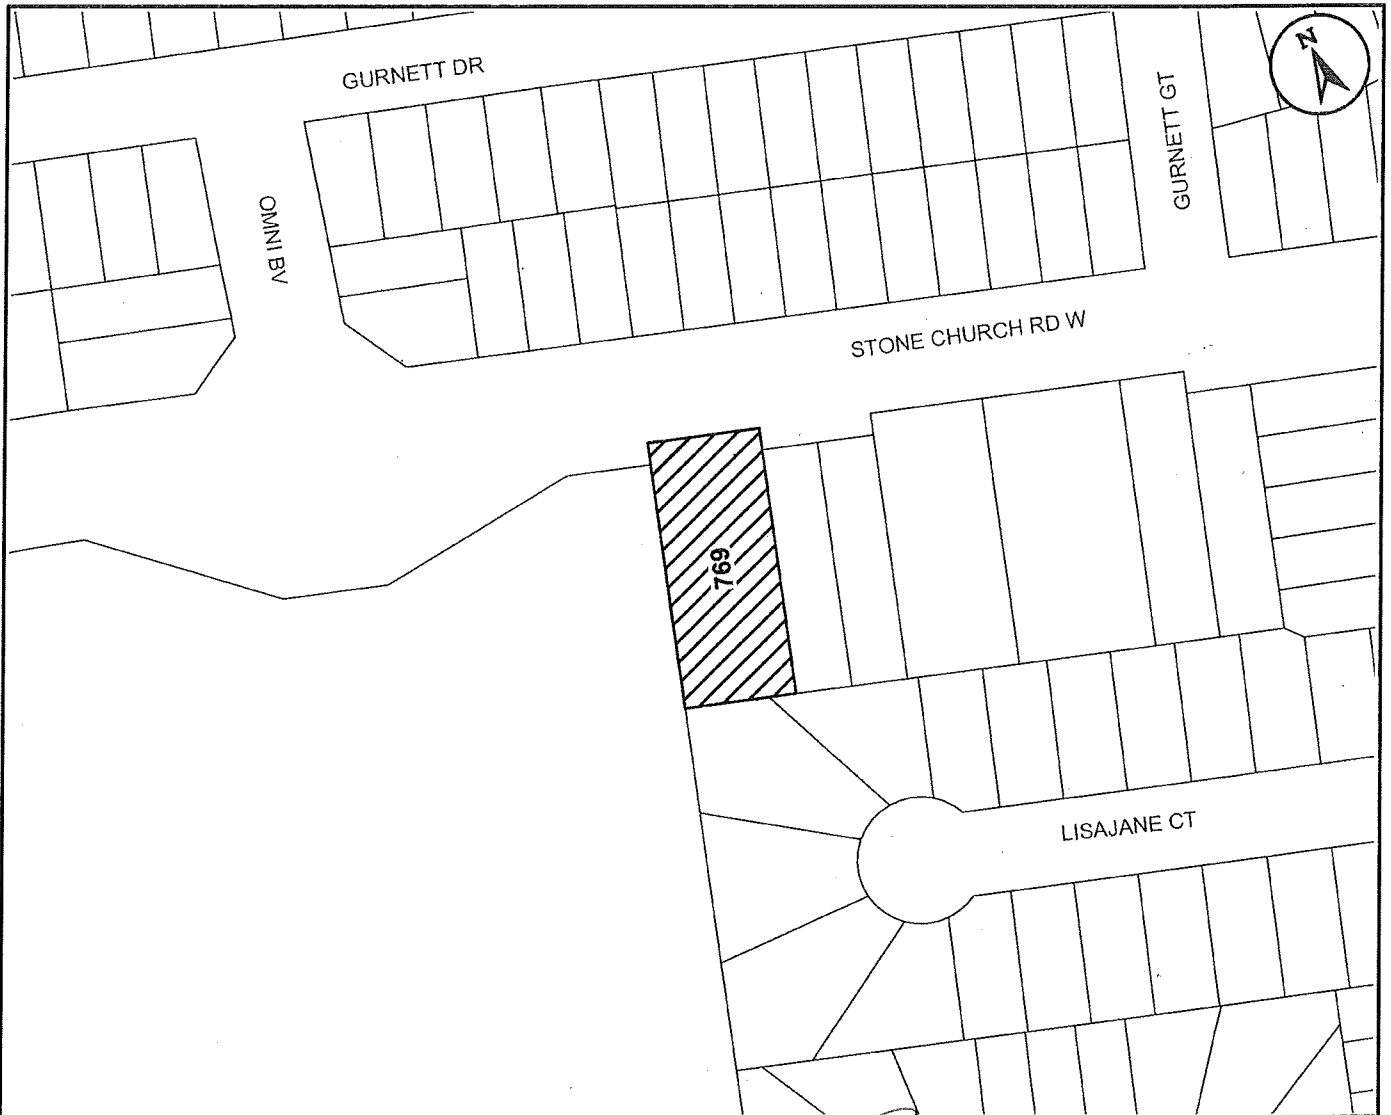 GURNETT DR
N
GURNETT GT
OMNI BV
STONE CHURCH RD W
769
LISAJANE CT